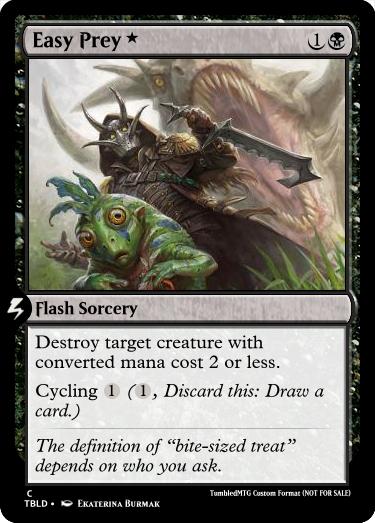 Easy Prey ★ 1
Flash Sorcery
Destroy target creature with
converted mana cost 2 or less.
Cycling 1 (1, Discard this: Draw a
card.)
The definition of “bite-sized treat”
depends on who you ask.
C
TBLD • Ekaterina Burmak
TumbledMTG Custom Format (NOT FOR SALE)